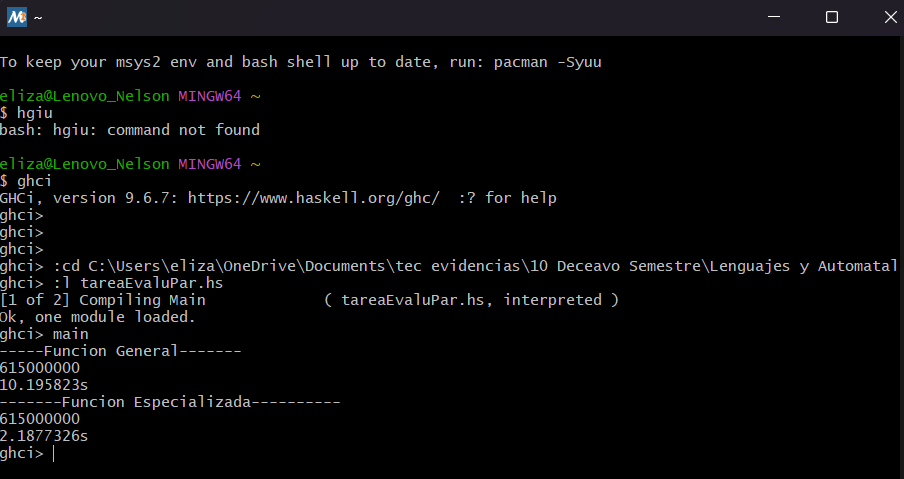 ~
To keep your msys2 env and bash shell up to date, run: pacman -Syuu
eliza@Lenovo_Nelson MINGW64 ~
$ hgiu
bash: hgiu: command not found
eliza@Lenovo_Nelson MINGW64 ~
$ ghci
GHCi, version 9.6.7: https://www.haskell.org/ghc/  :? for help
ghci>
ghci>
ghci>
ghci> :cd C:\Users\eliza\OneDrive\Documents\tec evidencias\10 Deceavo Semestre\Lenguajes y Automatal
ghci> :l tareaEvaluPar.hs
[1 of 2] Compiling Main             ( tareaEvaluPar.hs, interpreted )
Ok, one module loaded.
ghci> main
-----Funcion General-------
615000000
10.195823s
-------Funcion Especializada----------
615000000
2.1877326s
ghci>